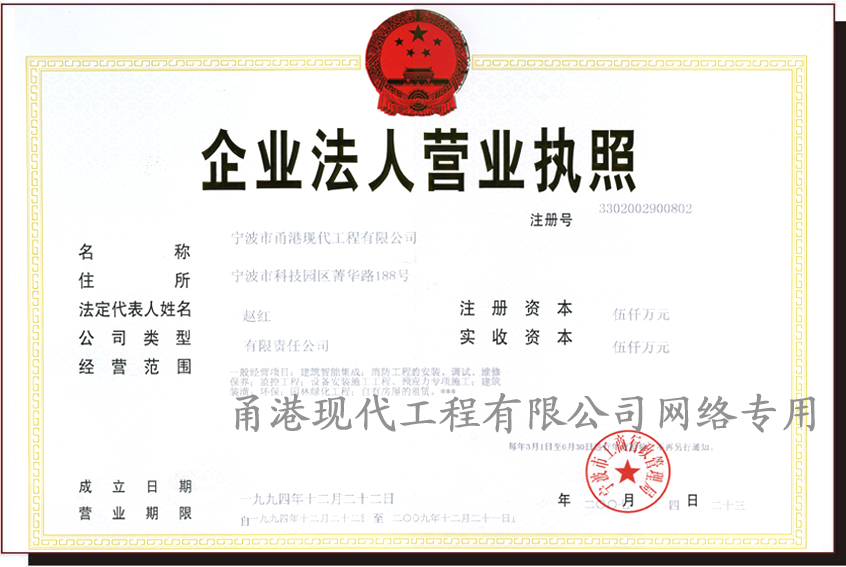 企业法人营业执照
注册号 3302002900802
名称 宁波市甬港现代工程有限公司
住所 宁波市科技园区菁华路188号
法定代表人姓名 赵红 注册资本 伍仟万元
公司类型 有限责任公司 实收资本 伍仟万元
经营范围 一般经营项目：建筑智能集成；消防工程的安装、调试、维修
保养；监控工程；设备安装施工工程、预应力专项施工；建筑
装潢、环保、园林绿化工程；自有房屋的租赁。***
甬港现代工程有限公司网络专用
每年3月1日至6月30日 再另行通知。
宁波市工商行政管理局
成立日期 一九九四年十二月二十二日 年 月 四 日 二十三
营业期限 自一九九四年十二月二十二日 至 二〇〇九年十二月二十一日止